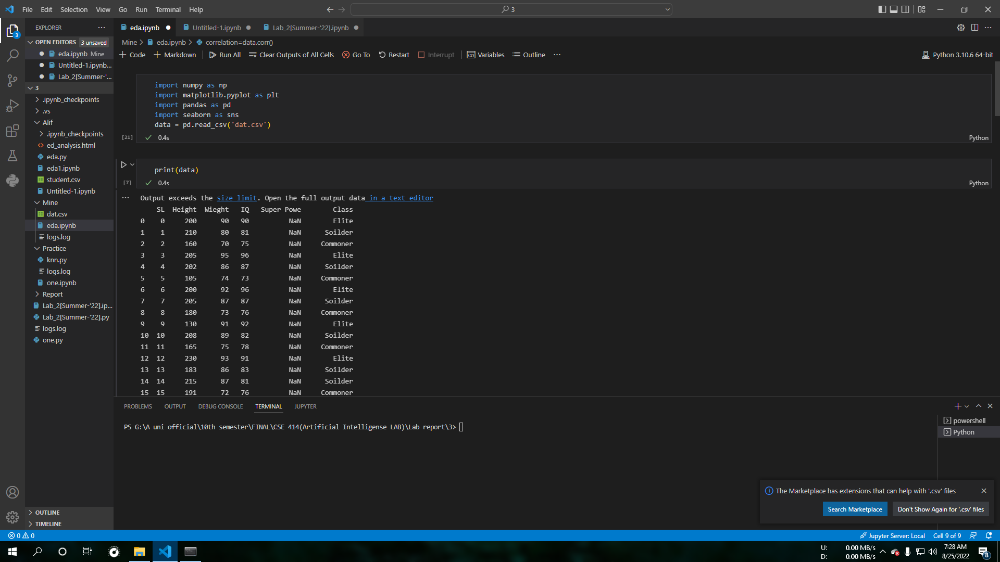 File Edit Selection View Go Run Terminal Help
3
EXPLORER
OPEN EDITORS 3 unsaved
eda.ipynb Mine
Untitled-1.ipynb...
Lab_2[Summer-'...
3
.ipynb_checkpoints
.vs
Alif
.ipynb_checkpoints
ed_analysis.html
eda.py
eda1.ipynb
student.csv
Untitled-1.ipynb
Mine
dat.csv
eda.ipynb
logs.log
Practice
knn.py
logs.log
one.ipynb
Report
Lab_2[Summer-'22].ip...
Lab_2[Summer-'22].py
logs.log
one.py
OUTLINE
TIMELINE
3
eda.ipynb Untitled-1.ipynb Lab_2[Summer-'22].ipynb
Mine > eda.ipynb > correlation=data.corr()
+ Code + Markdown Run All Clear Outputs of All Cells Go To Restart Interrupt Variables Outline ... Python 3.10.6 64-bit
import numpy as np
import matplotlib.pyplot as plt
import pandas as pd
import seaborn as sns
data = pd.read_csv('dat.csv')
[21] 0.4s Python
print(data)
[7] 0.4s Python
... Output exceeds the size limit. Open the full output data in a text editor
SL Height Wieght IQ Super Powe Class
0 0 200 90 90 NaN Elite
1 1 210 80 81 NaN Soilder
2 2 160 70 75 NaN Commoner
3 3 205 95 96 NaN Elite
4 4 202 86 87 NaN Soilder
5 5 105 74 73 NaN Commoner
6 6 200 92 96 NaN Elite
7 7 205 87 87 NaN Soilder
8 8 180 73 76 NaN Commoner
9 9 130 91 92 NaN Elite
10 10 208 89 82 NaN Soilder
11 11 165 75 78 NaN Commoner
12 12 230 93 91 NaN Elite
13 13 183 86 83 NaN Soilder
14 14 215 87 81 NaN Soilder
15 15 191 72 76 NaN Commoner
PROBLEMS OUTPUT DEBUG CONSOLE TERMINAL JUPYTER
PS G:\A uni official\10th semester\FINAL\CSE 414(Artificial Intelligense LAB)\Lab report\3>
powershell
Python
The Marketplace has extensions that can help with '.csv' files
Search Marketplace Don't Show Again for '.csv' files
0 0 Jupyter Server: Local Cell 9 of 9
U: 0.00 MB/s
D: 0.00 MB/s
7:28 AM
8/25/2022
8